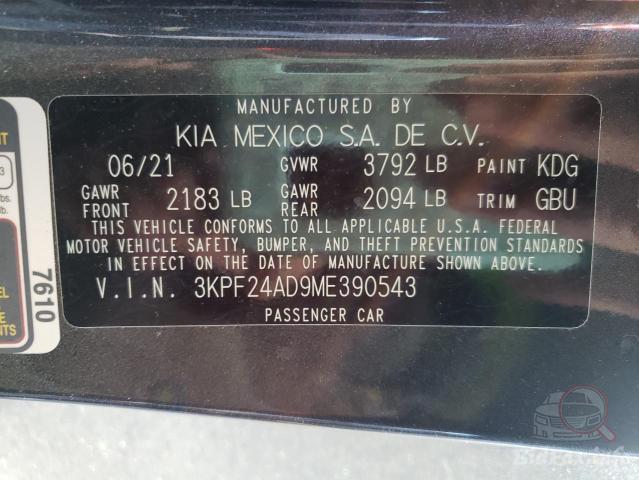 MANUFACTURED BY
KIA MEXICO S.A. DE C.V.
06/21 GVWR 3792 LB PAINT KDG
GAWR FRONT 2183 LB GAWR REAR 2094 LB TRIM GBU
THIS VEHICLE CONFORMS TO ALL APPLICABLE U.S.A. FEDERAL
MOTOR VEHICLE SAFETY, BUMPER, AND THEFT PREVENTION STANDARDS
IN EFFECT ON THE DATE OF MANUFACTURE SHOWN ABOVE.
V.I.N. 3KPF24AD9ME390543
PASSENGER CAR
7610